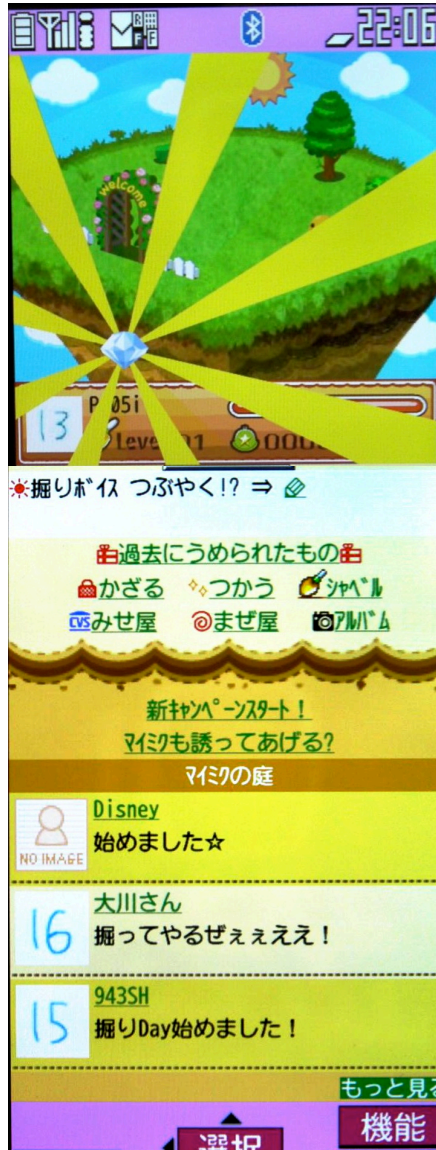 22:06
welcome
13
P-05i
Level 01
掘りﾎﾞｲｽ つぶやく!? ⇒
過去にうめられたもの
かざる つかう ｼｬﾍﾞﾙ
CVSみせ屋 まぜ屋 ｱﾙﾊﾞﾑ
新ｷｬﾝﾍﾟｰﾝｽﾀｰﾄ！
ﾏｲﾐｸも誘ってあげる?
ﾏｲﾐｸの庭
Disney
NO IMAGE
始めました☆
16
大川さん
掘ってやるぜぇぇええ！
15
943SH
掘りDay始めました！
もっと見る
選択
機能